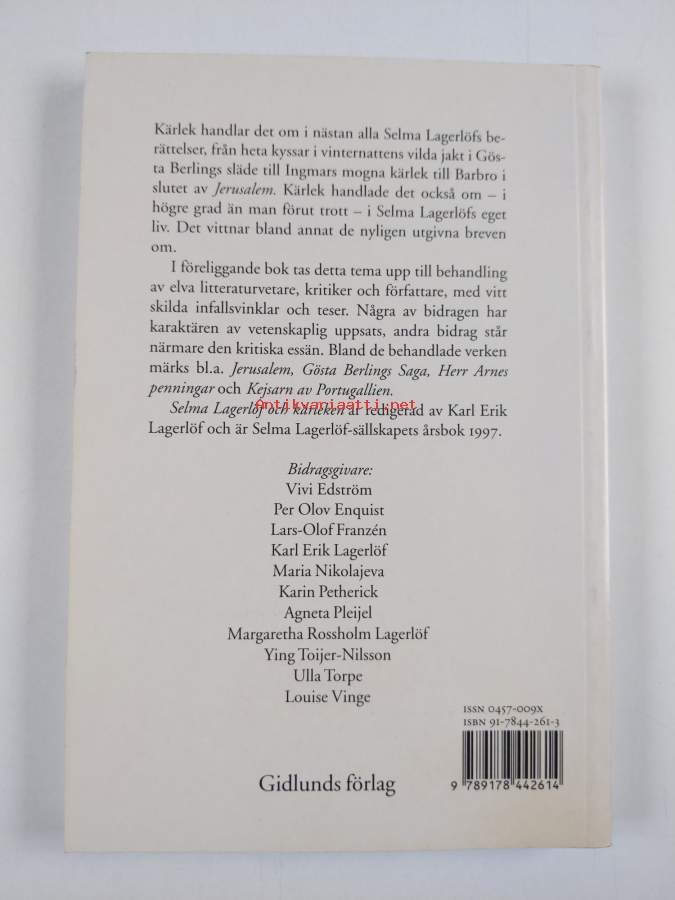 Kärlek handlar det om i nästan alla Selma Lagerlöfs be-
rättelser, från heta kyssar i vinternattens vilda jakt i Gös-
ta Berlings släde till Ingmars mogna kärlek till Barbro i
slutet av Jerusalem. Kärlek handlade det också om – i
högre grad än man förut trott – i Selma Lagerlöfs eget
liv. Det vittnar bland annat de nyligen utgivna breven
om.
I föreliggande bok tas detta tema upp till behandling
av elva litteraturvetare, kritiker och författare, med vitt
skilda infallsvinklar och teser. Några av bidragen har
karaktären av vetenskaplig uppsats, andra bidrag står
närmare den kritiska essän. Bland de behandlade verken
märks bl.a. Jerusalem, Gösta Berlings Saga, Herr Arnes
penningar och Kejsarn av Portugallien.
Antikvariaatti.net
Selma Lagerlöf och kärleken är redigerad av Karl Erik
Lagerlöf och är Selma Lagerlöf-sällskapets årsbok 1997.
Bidragsgivare:
Vivi Edström
Per Olov Enquist
Lars-Olof Franzén
Karl Erik Lagerlöf
Maria Nikolajeva
Karin Petherick
Agneta Pleijel
Margaretha Rossholm Lagerlöf
Ying Toijer-Nilsson
Ulla Torpe
Louise Vinge
ISSN 0457-009X
ISBN 91-7844-261-3
9 789178 442614
Gidlunds förlag